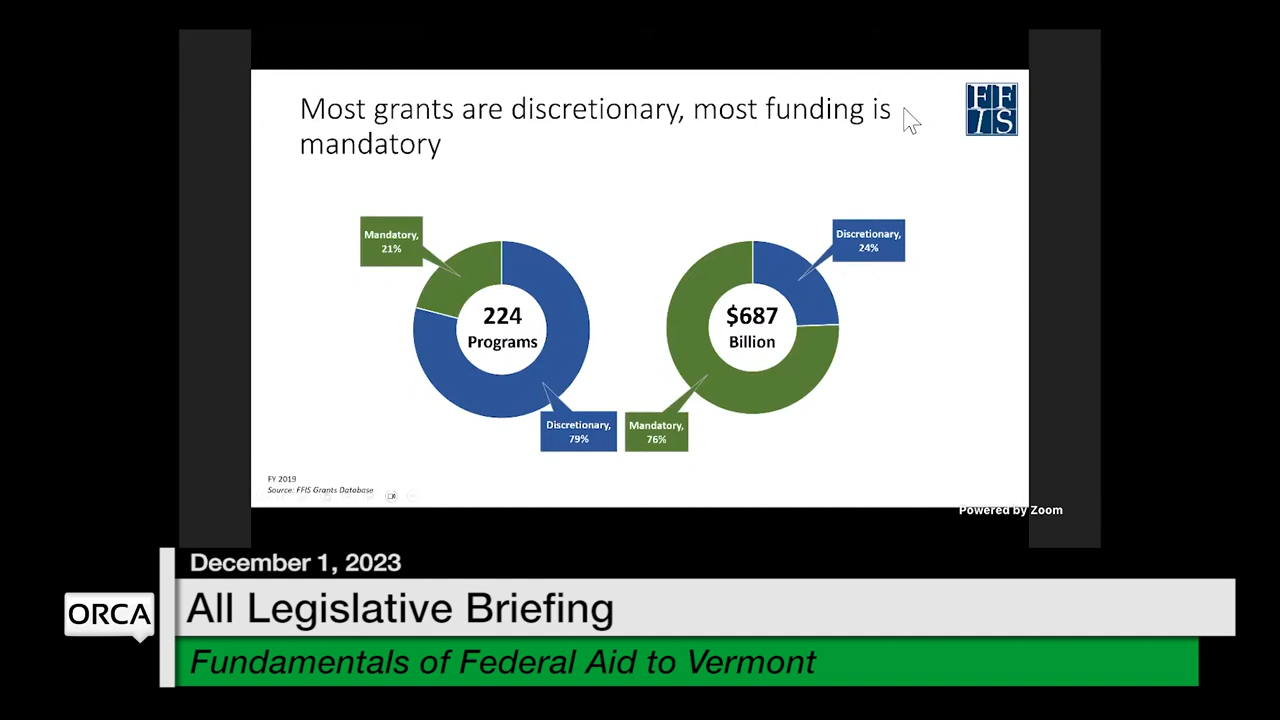 Most grants are discretionary, most funding is
mandatory
FF
IS
Mandatory,
21%
224
Programs
Discretionary,
79%
Discretionary,
24%
$687
Billion
Mandatory,
76%
FY 2019
Source: FFIS Grants Database
Powered by Zoom
December 1, 2023
ORCA
All Legislative Briefing
Fundamentals of Federal Aid to Vermont